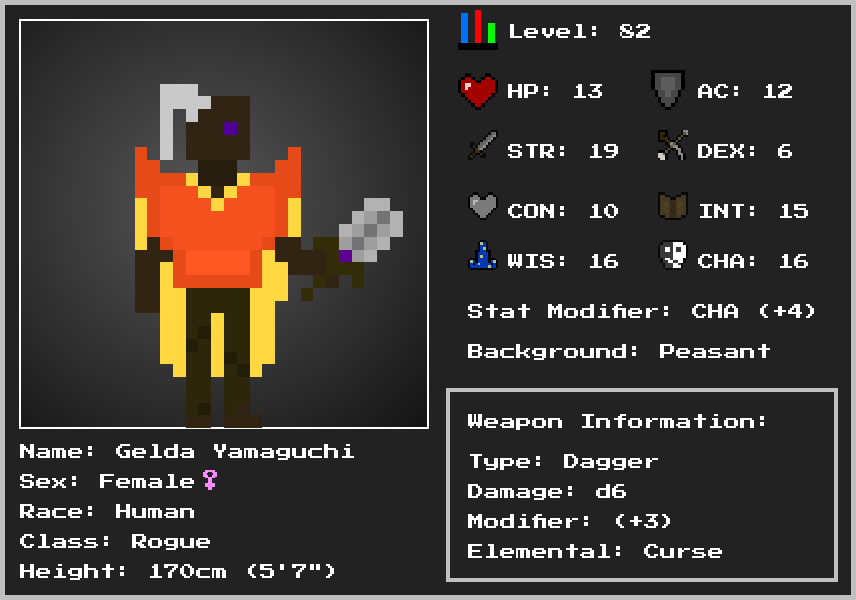 Level: 82
HP: 13
AC: 12
STR: 19
DEX: 6
CON: 10
INT: 15
WIS: 16
CHA: 16
Stat Modifier: CHA (+4)
Background: Peasant
Weapon Information:
Type: Dagger
Damage: d6
Modifier: (+3)
Elemental: Curse
Name: Gelda Yamaguchi
Sex: Female♀
Race: Human
Class: Rogue
Height: 170cm (5'7")